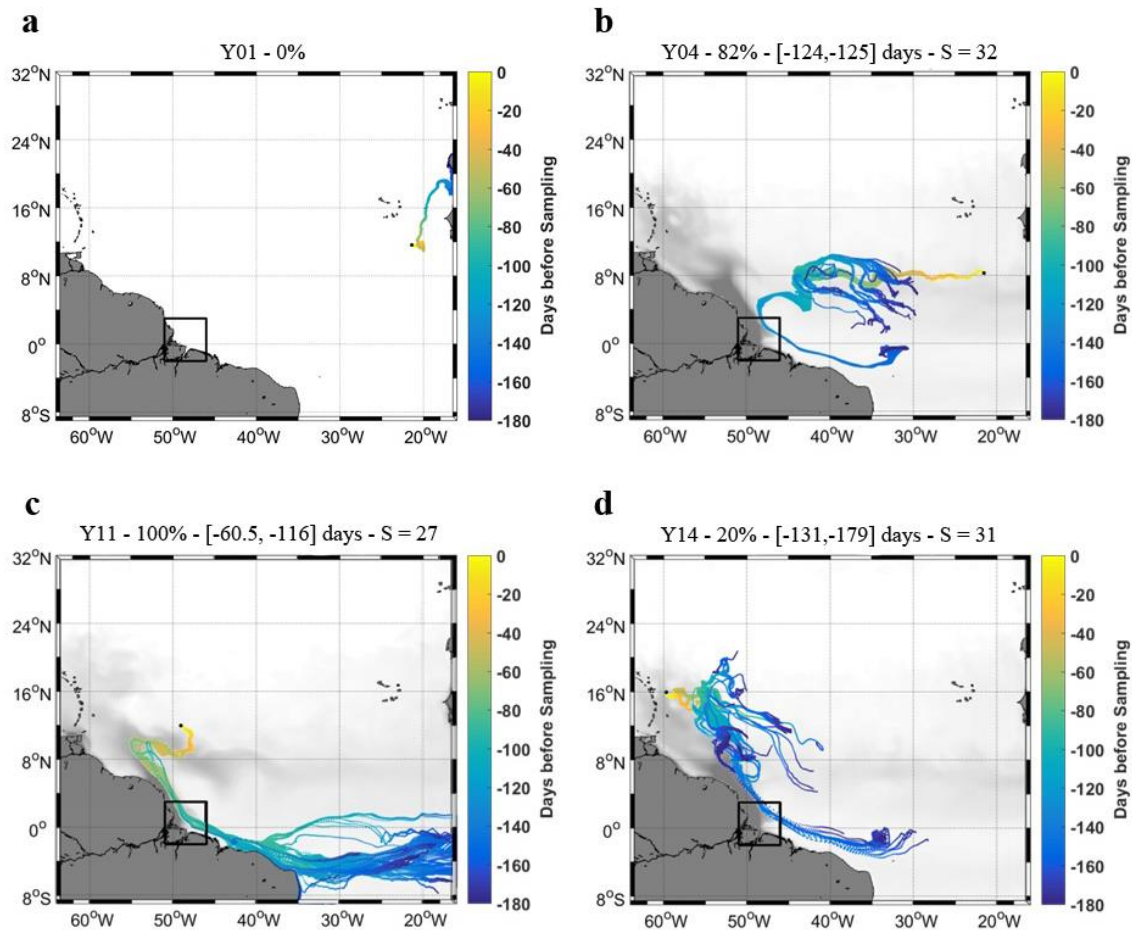 a
Y01 - 0%
32°N
24°N
16°N
8°N
0°
8°S
60°W 50°W 40°W 30°W 20°W
0
-20
-40
-60
-80
-100
-120
-140
-160
-180
Days before Sampling
b
Y04 - 82% - [-124,-125] days - S = 32
32°N
24°N
16°N
8°N
0°
8°S
60°W 50°W 40°W 30°W 20°W
0
-20
-40
-60
-80
-100
-120
-140
-160
-180
Days before Sampling
c
Y11 - 100% - [-60.5, -116] days - S = 27
32°N
24°N
16°N
8°N
0°
8°S
60°W 50°W 40°W 30°W 20°W
0
-20
-40
-60
-80
-100
-120
-140
-160
-180
Days before Sampling
d
Y14 - 20% - [-131,-179] days - S = 31
32°N
24°N
16°N
8°N
0°
8°S
60°W 50°W 40°W 30°W 20°W
0
-20
-40
-60
-80
-100
-120
-140
-160
-180
Days before Sampling